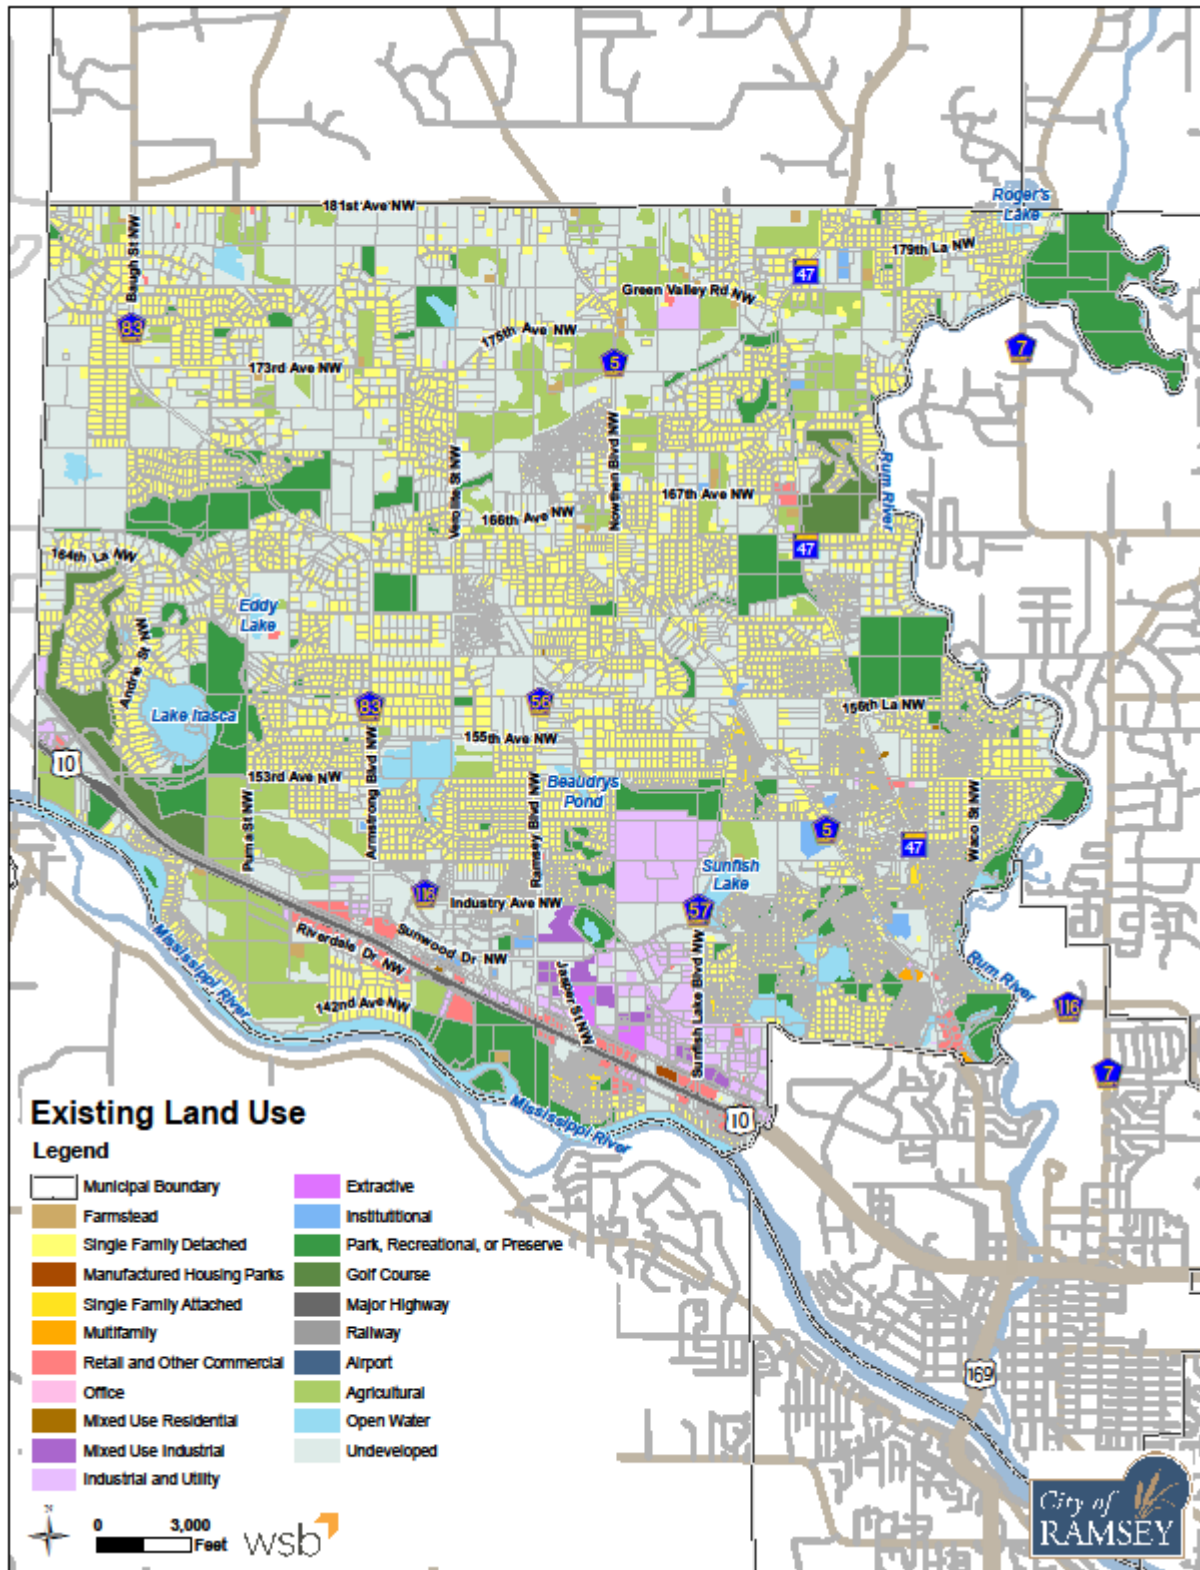 Roger's
Lake
181st Ave NW
179th La NW
Baugh St NW
47
Green Valley Rd NW
83
175th Ave NW
7
5
173rd Ave NW
Nowthen Blvd NW
Variolite St NW
Rum River
167th Ave NW
166th Ave NW
47
164th La NW
Eddy
Lake
Andrie St NW
83
56
156th La NW
Lake Itasca
155th Ave NW
10
153rd Ave NW
Armstrong Blvd NW
Beaudrys
Pond
Puma St NW
Ramsey Blvd NW
Waco St NW
5
47
Sunfish
Lake
116
Industry Ave NW
57
Riverdale Dr NW
Sunwood Dr NW
Mississippi River
Jasper St NW
Sunfish Lake Blvd NW
Rum River
142nd Ave NW
116
7
Mississippi River
10
Existing Land Use
Legend
Municipal Boundary
Farmstead
Single Family Detached
Manufactured Housing Parks
Single Family Attached
Multifamily
Retail and Other Commercial
Office
Mixed Use Residential
Mixed Use Industrial
Industrial and Utility
Extractive
Institutitional
Park, Recreational, or Preserve
Golf Course
Major Highway
Railway
Airport
Agricultural
Open Water
Undeveloped
169
N
0 3,000
Feet
wsb
City of
RAMSEY